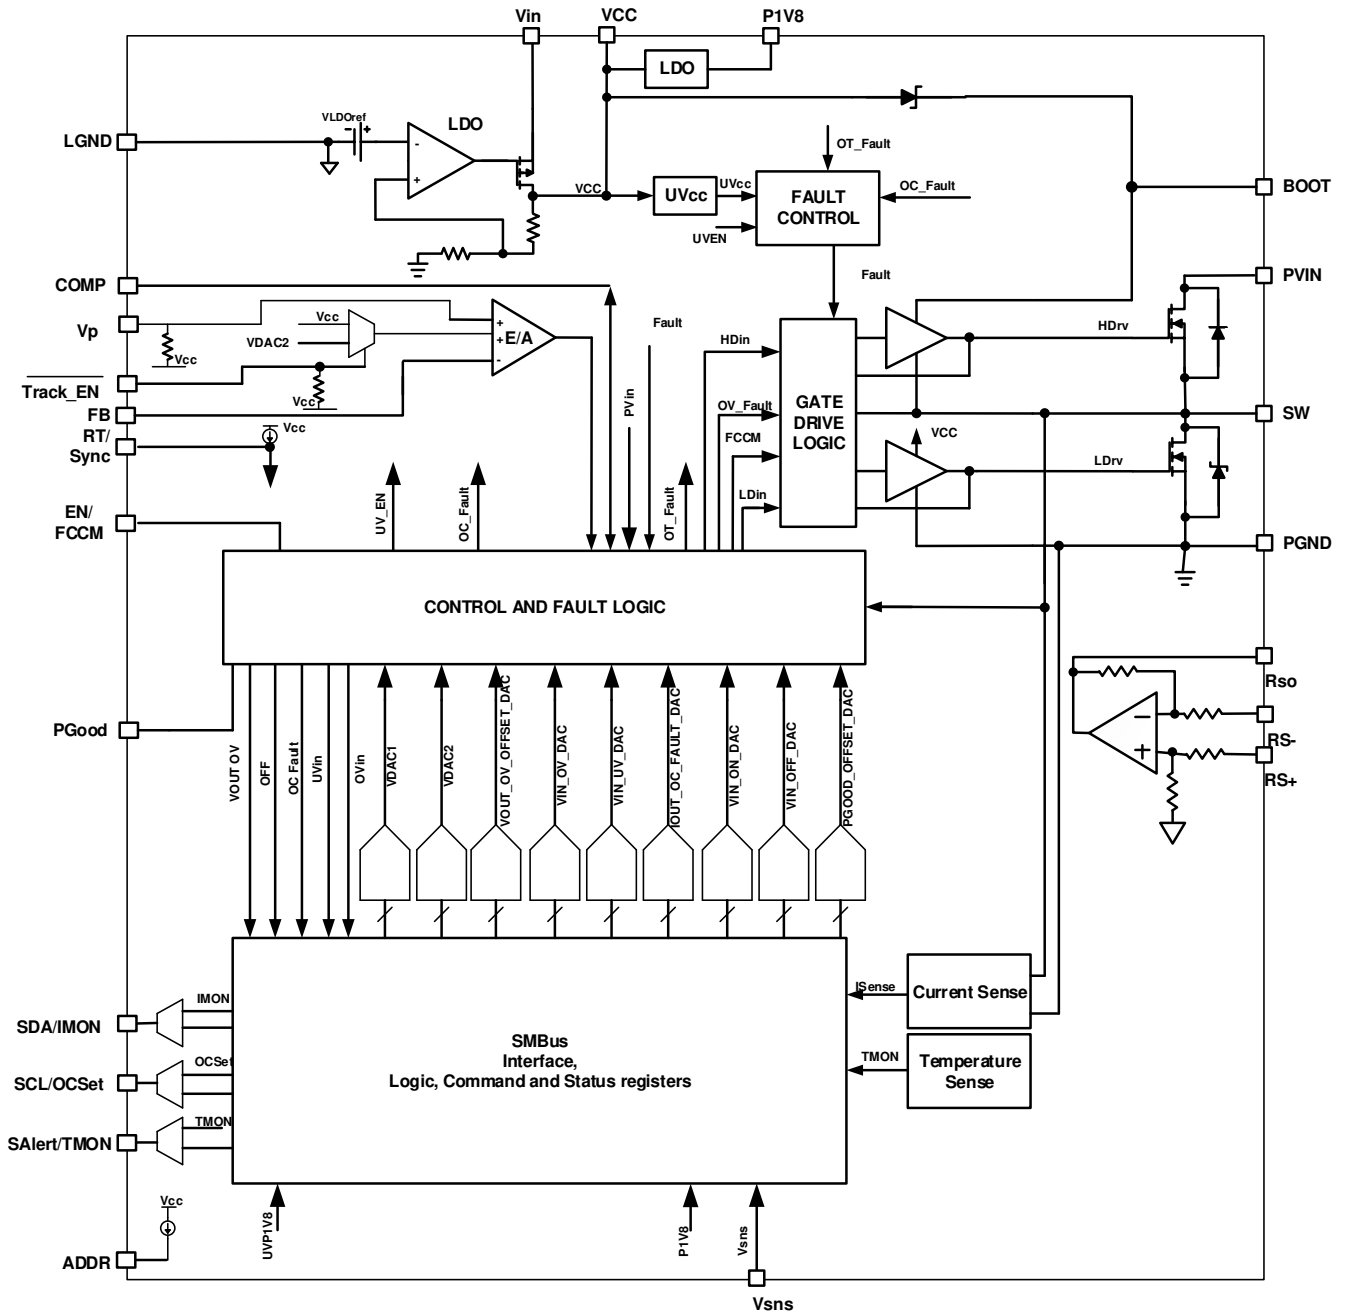 Vin
VCC
P1V8
LDO
LGND
VLDOref
- +
LDO
-
+
OT_Fault
VCC
UVcc
UVcc
FAULT
CONTROL
OC_Fault
BOOT
UVEN
COMP
Fault
PVIN
Vp
Vcc
VDAC2
Vcc
+
+
-
E/A
Fault
HDin
HDrv
Track_EN
Vcc
PVin
OV_Fault
GATE
DRIVE
LOGIC
FB
SW
RT/
Sync
Vcc
FCCM
VCC
LDrv
UV_EN
OC_Fault
OT_Fault
LDin
EN/
FCCM
PGND
CONTROL AND FAULT LOGIC
Rso
PGood
RS-
RS+
−
+
VOUT OV
OFF
OC Fault
UVin
OVin
VDAC1
VDAC2
VOUT_OV_OFFSET_DAC
VIN_OV_DAC
VIN_UV_DAC
IOUT_OC_FAULT_DAC
VIN_ON_DAC
VIN_OFF_DAC
PGOOD_OFFSET_DAC
IMON
SDA/IMON
ISense
Current Sense
SMBus
Interface,
Logic, Command and Status registers
OCSet
SCL/OCSet
TMON
Temperature
Sense
TMON
SAlert/TMON
Vcc
ADDR
UVP1V8
P1V8
Vsns
Vsns